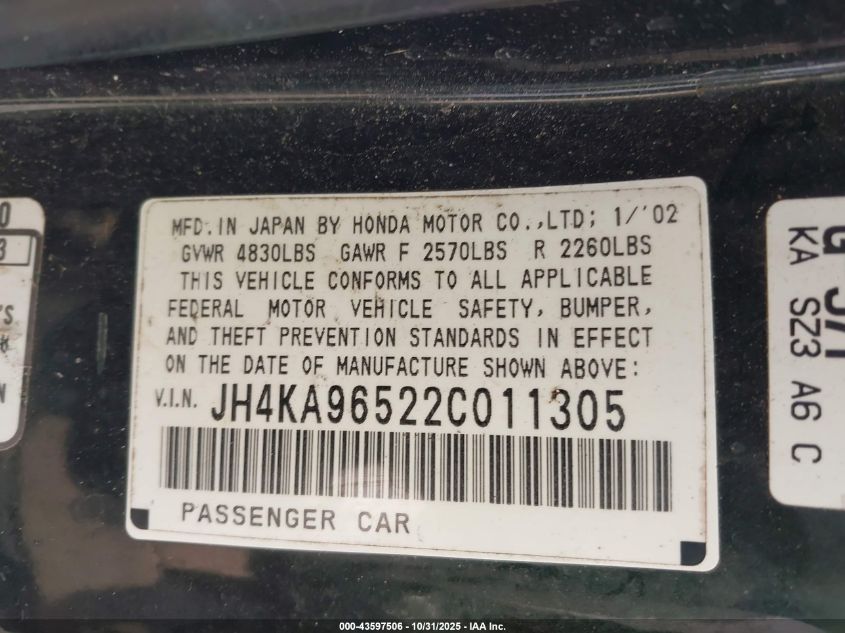 MFD. IN JAPAN BY HONDA MOTOR CO.,LTD; 1/'02
GVWR 4830LBS GAWR F 2570LBS R 2260LBS
THIS VEHICLE CONFORMS TO ALL APPLICABLE
FEDERAL MOTOR VEHICLE SAFETY, BUMPER,
AND THEFT PREVENTION STANDARDS IN EFFECT
ON THE DATE OF MANUFACTURE SHOWN ABOVE:
V.I.N. JH4KA96522C011305
PASSENGER CAR
KA SZ3 A6 C
000-43597506 - 10/31/2025 - IAA Inc.